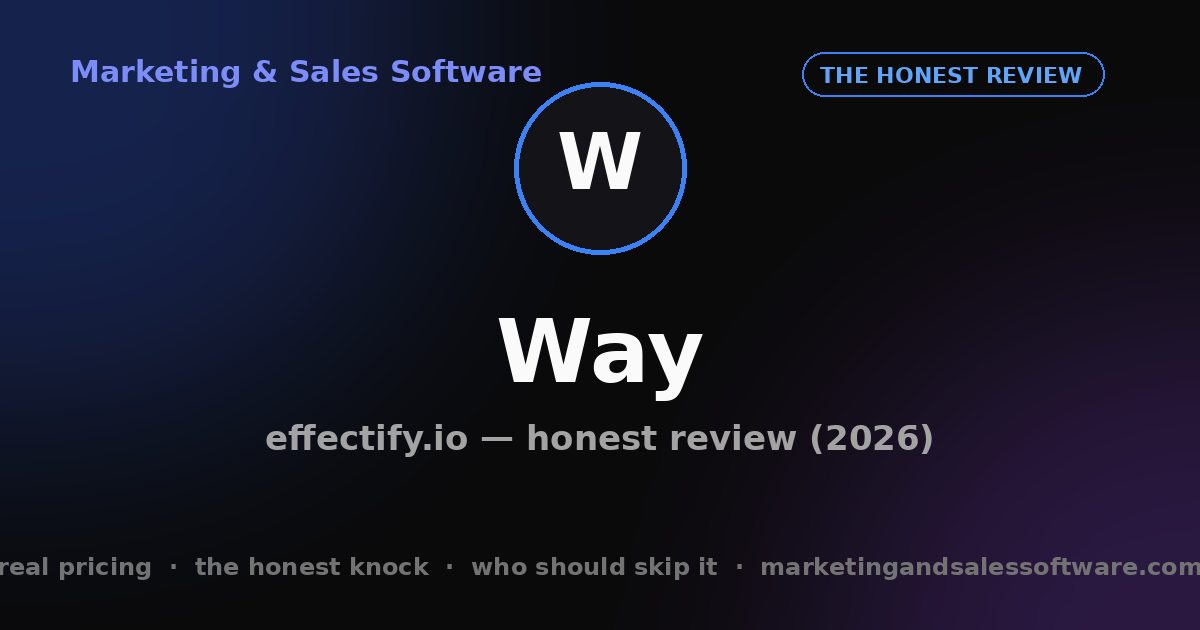 Marketing & Sales Software
THE HONEST REVIEW
W
Way
effectify.io — honest review (2026)
real pricing · the honest knock · who should skip it · marketingandsalessoftware.com